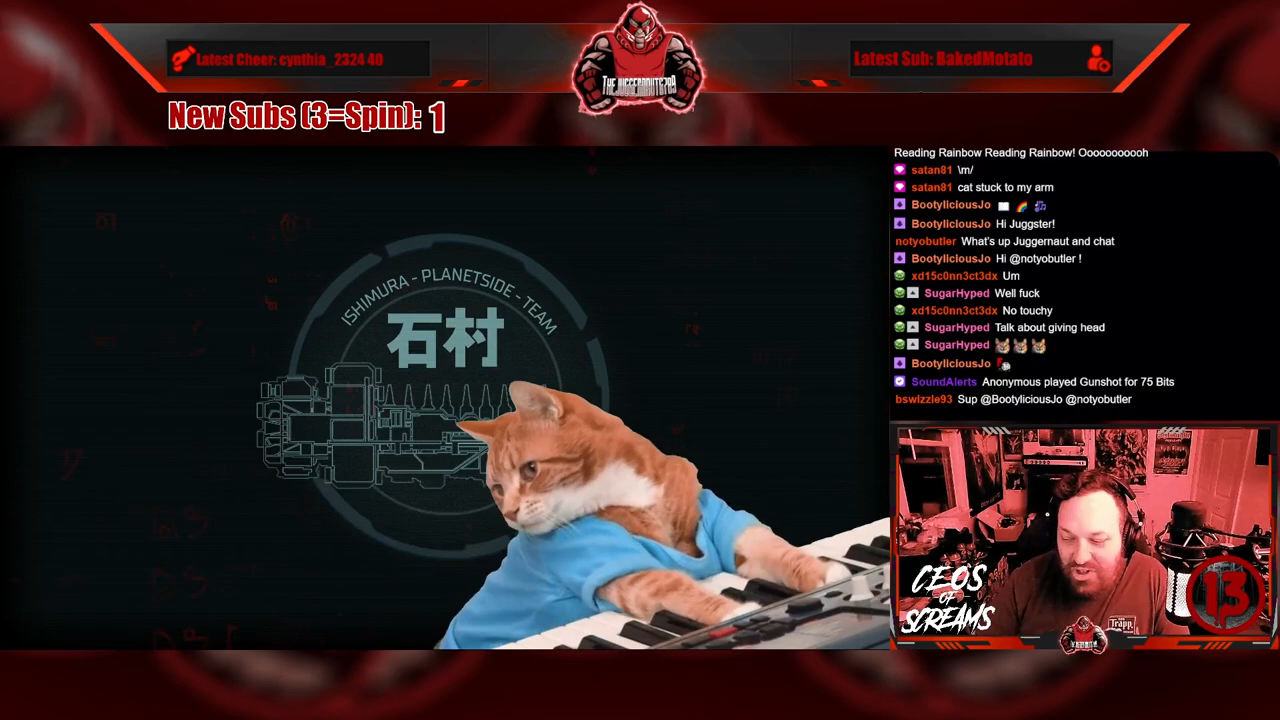 Latest Cheer: cynthia_2324 40
THEJUGGERNAUT6789
Latest Sub: BakedMotato
New Subs (3=Spin): 1
ISHIMURA - PLANETSIDE - TEAM
石村
Reading Rainbow Reading Rainbow! Ooooooooooh
satan81 \m/
satan81 cat stuck to my arm
BootyliciousJo
BootyliciousJo Hi Juggster!
notyobutler What's up Juggernaut and chat
BootyliciousJo Hi @notyobutler !
xd15c0nn3ct3dx Um
SugarHyped Well fuck
xd15c0nn3ct3dx No touchy
SugarHyped Talk about giving head
SugarHyped
BootyliciousJo
SoundAlerts Anonymous played Gunshot for 75 Bits
bswizzle93 Sup @BootyliciousJo @notyobutler
CEOS
OF
SCREAMS
13
Trapp